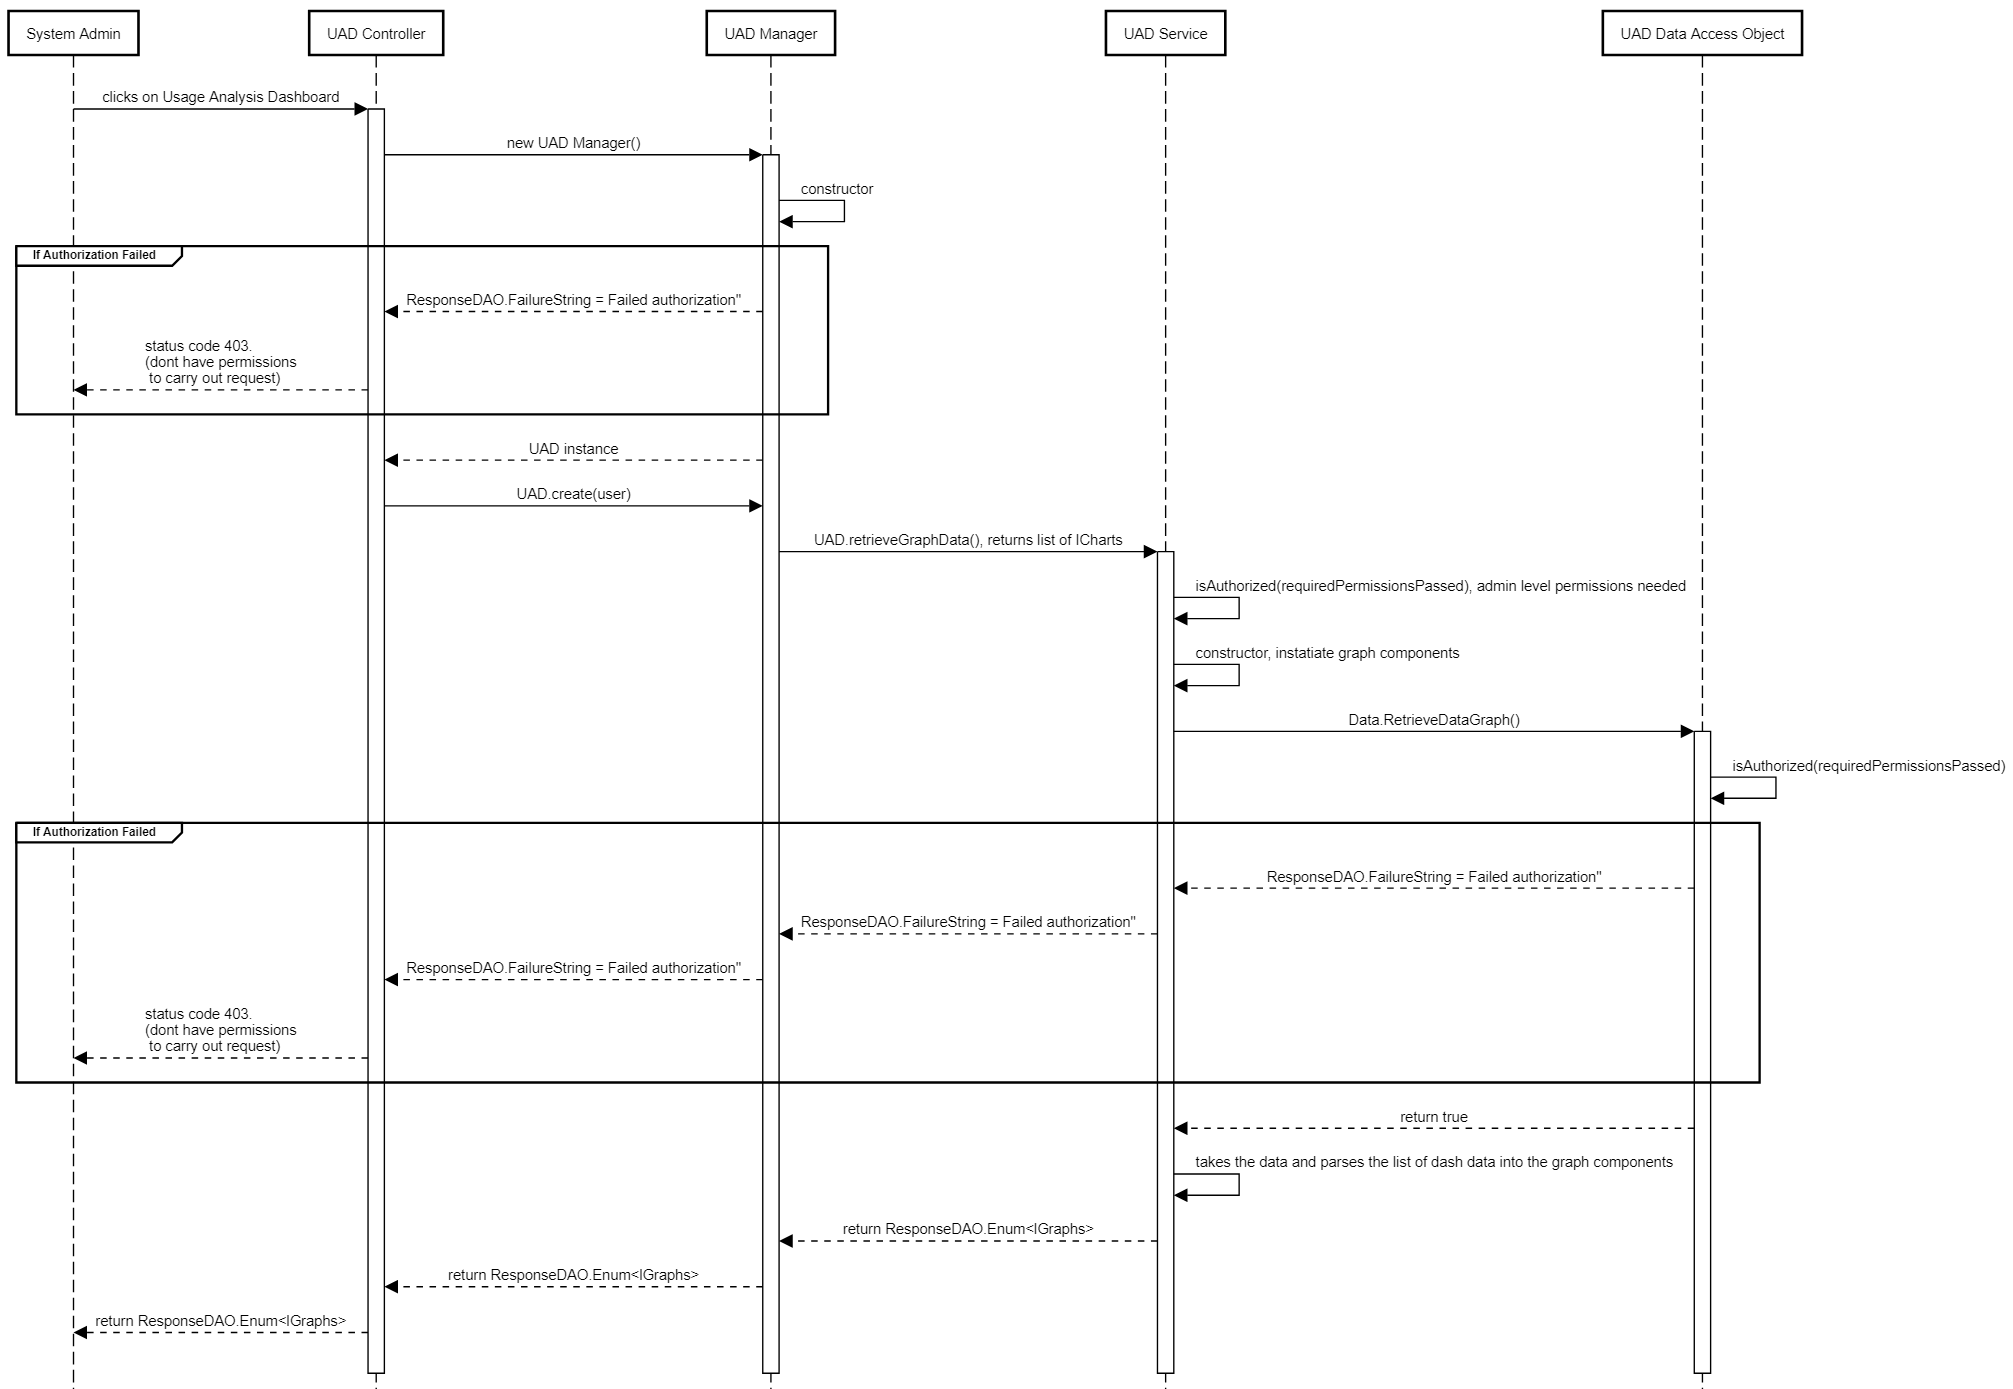 System Admin
UAD Controller
UAD Manager
UAD Service
UAD Data Access Object
clicks on Usage Analysis Dashboard
new UAD Manager()
constructor
If Authorization Failed
ResponseDAO.FailureString = Failed authorization"
status code 403.
(dont have permissions
to carry out request)
UAD instance
UAD.create(user)
UAD.retrieveGraphData(), returns list of ICharts
isAuthorized(requiredPermissionsPassed), admin level permissions needed
constructor, instatiate graph components
Data.RetrieveDataGraph()
isAuthorized(requiredPermissionsPassed)
If Authorization Failed
ResponseDAO.FailureString = Failed authorization"
ResponseDAO.FailureString = Failed authorization"
ResponseDAO.FailureString = Failed authorization"
status code 403.
(dont have permissions
to carry out request)
return true
takes the data and parses the list of dash data into the graph components
return ResponseDAO.Enum<IGraphs>
return ResponseDAO.Enum<IGraphs>
return ResponseDAO.Enum<IGraphs>